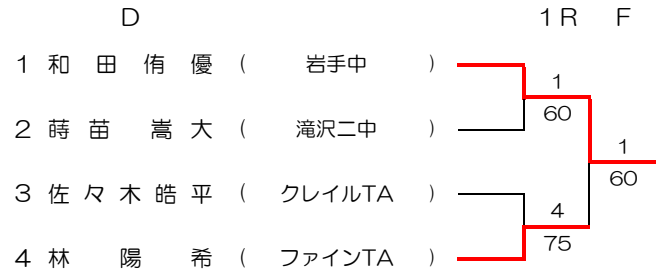 D 1R F
1 和田侑優 ( 岩手中 )
1
60
2 蒔苗 嵩大 ( 滝沢二中 )
1
60
3 佐々木皓平 ( クレイルTA )
4
75
4 林 陽希 ( ファインTA )